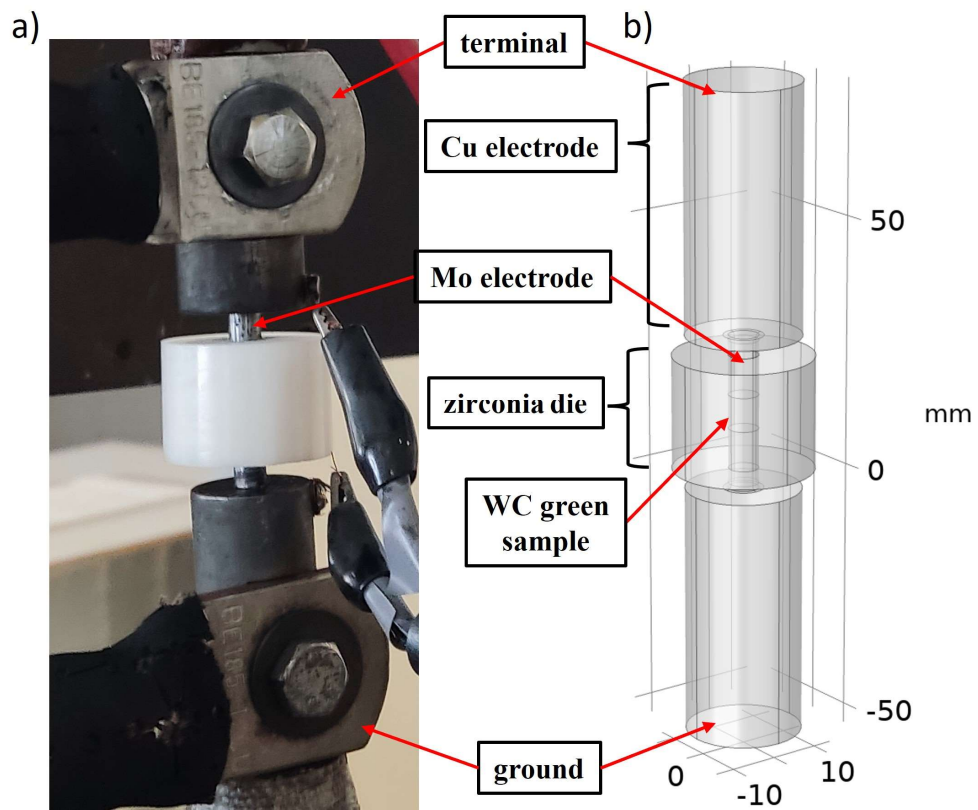 a)
b)
terminal
Cu electrode
50
Mo electrode
zirconia die
mm
0
WC green
sample
-50
ground
0
10
-10